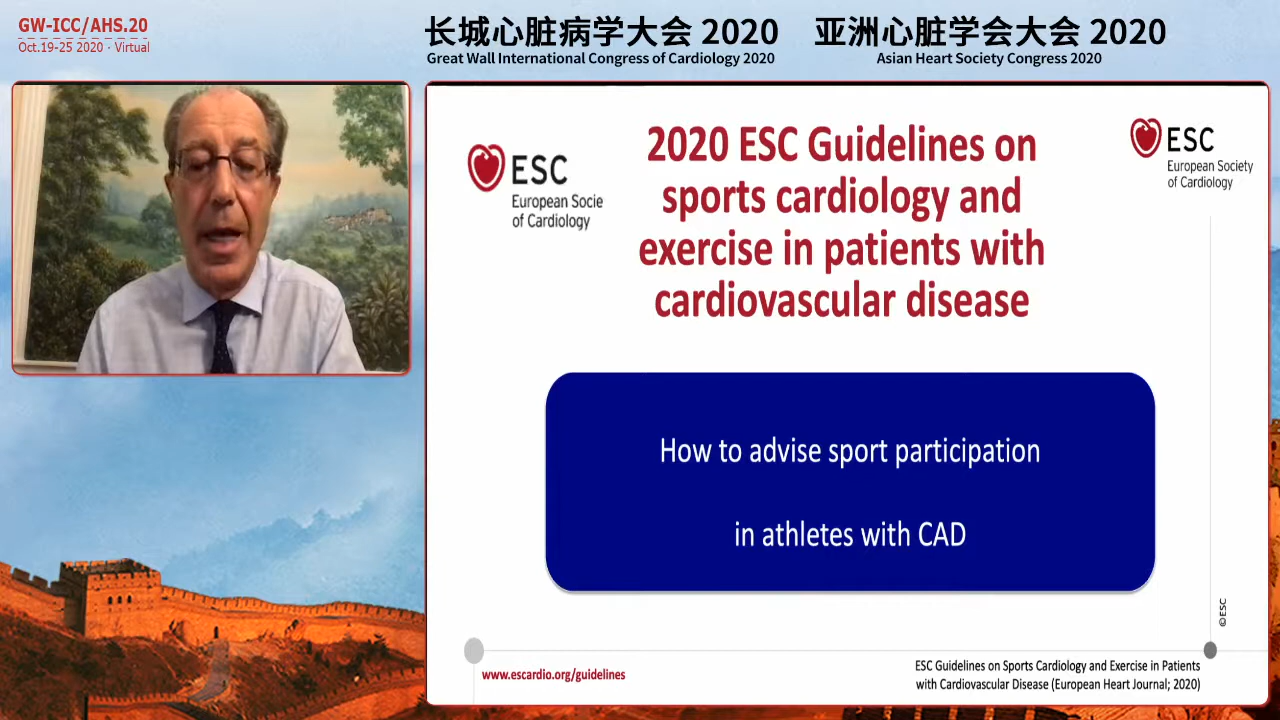 GW-ICC/AHS.20
Oct.19-25 2020 · Virtual
长城心脏病学大会 2020
Great Wall International Congress of Cardiology 2020
亚洲心脏学会大会 2020
Asian Heart Society Congress 2020
ESC
European Socie
of Cardiology
2020 ESC Guidelines on
sports cardiology and
exercise in patients with
cardiovascular disease
ESC
European Society
of Cardiology
How to advise sport participation
in athletes with CAD
©ESC
www.escardio.org/guidelines
ESC Guidelines on Sports Cardiology and Exercise in Patients
with Cardiovascular Disease (European Heart Journal; 2020)